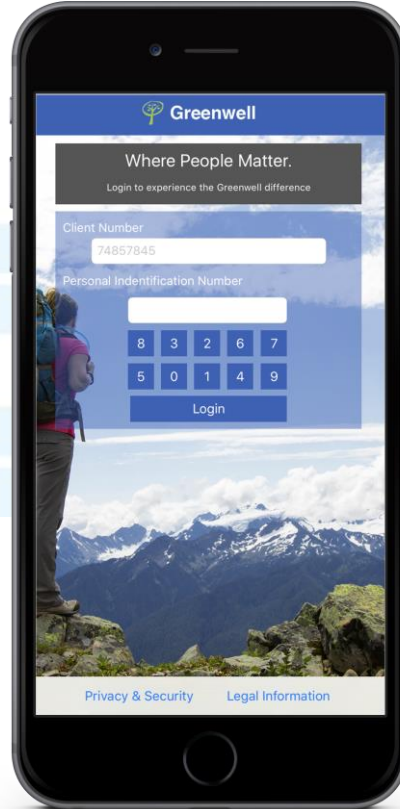 Greenwell
Where People Matter.
Login to experience the Greenwell difference
Client Number
74857845
Personal Indentification Number
8 3 2 6 7
5 0 1 4 9
Login
Privacy & Security Legal Information